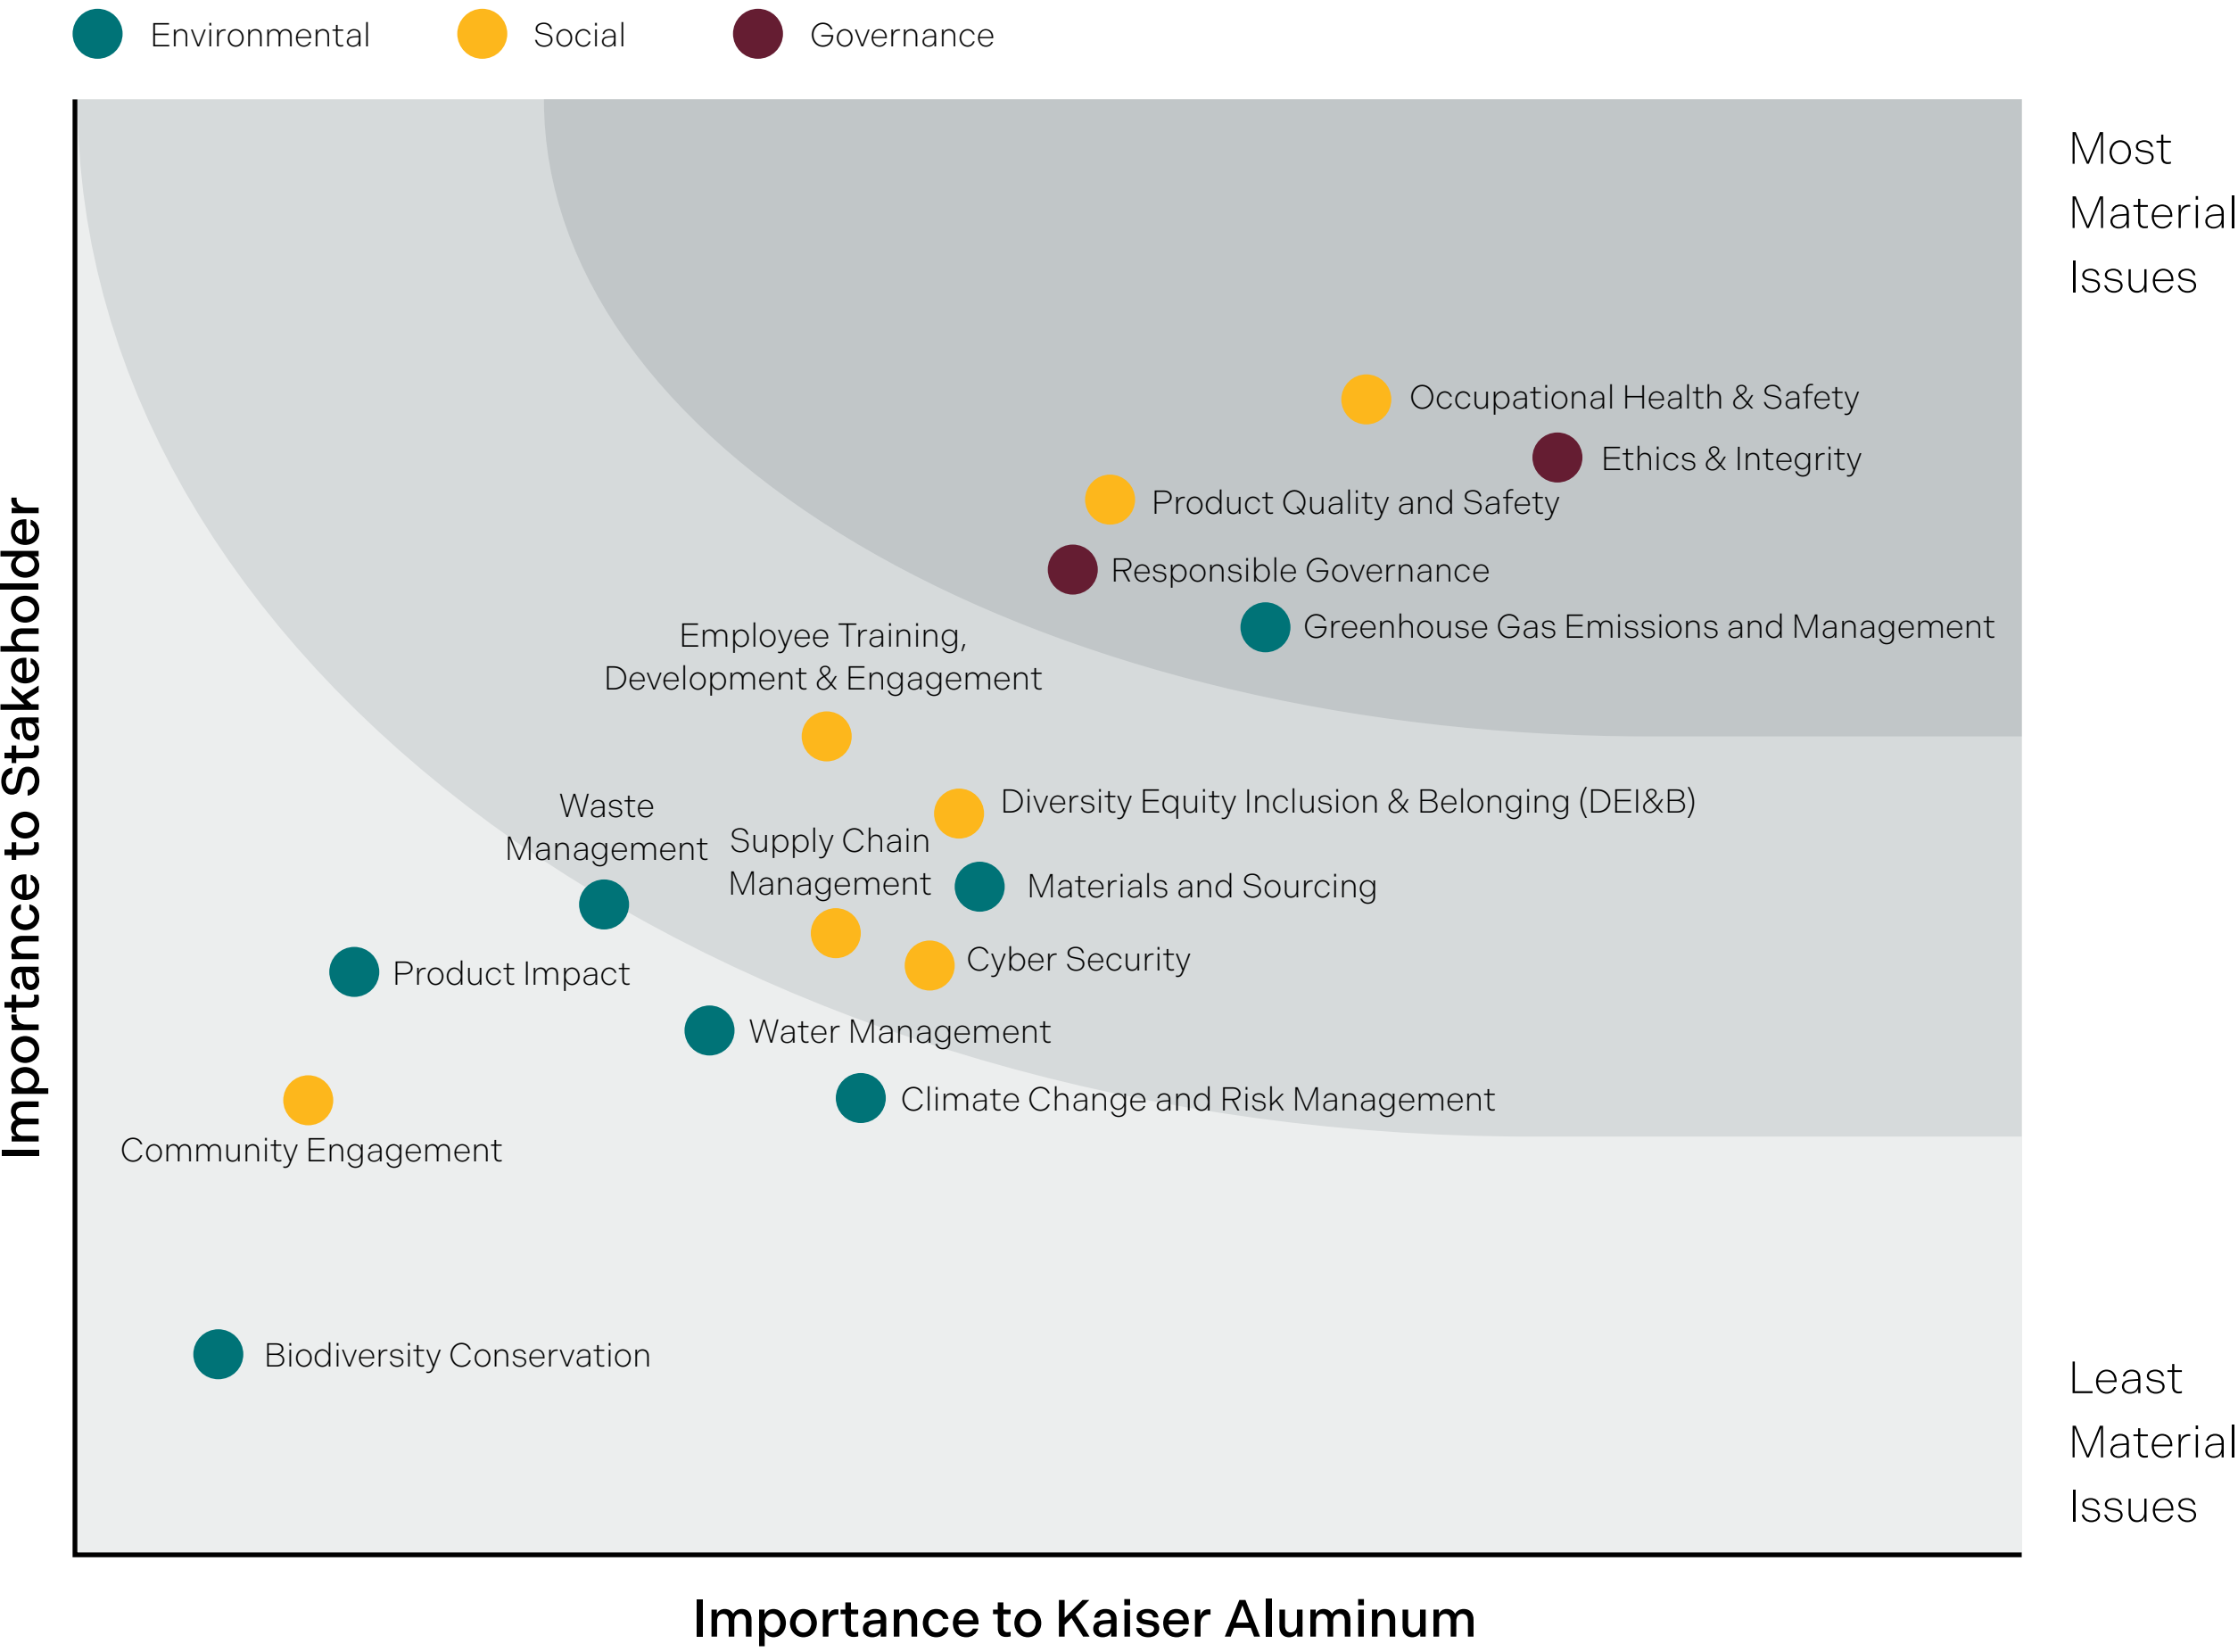 Environmental
Social
Governance
Most
Material
Issues
Occupational Health & Safety
Ethics & Integrity
Product Quality and Safety
Responsible Governance
Greenhouse Gas Emissions and Management
Employee Training,
Development & Engagement
Diversity Equity Inclusion & Belonging (DEI&B)
Waste
Management
Supply Chain
Management
Materials and Sourcing
Cyber Security
Product Impact
Water Management
Climate Change and Risk Management
Community Engagement
Biodiversity Conservation
Least
Material
Issues
Importance to Stakeholder
Importance to Kaiser Aluminum